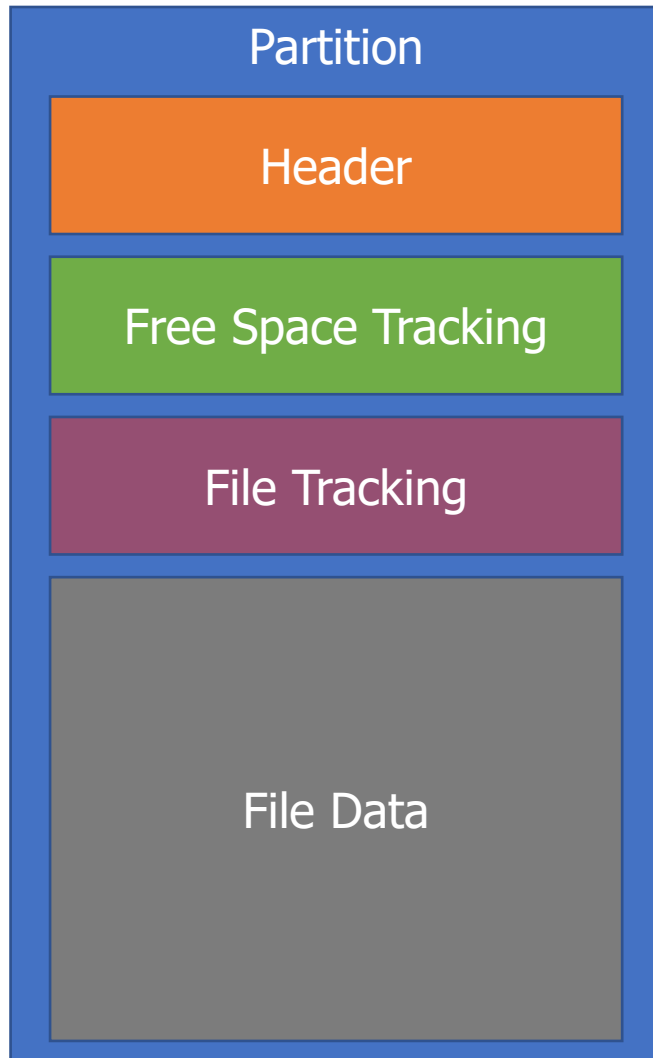 Partition
Header
Free Space Tracking
File Tracking
File Data